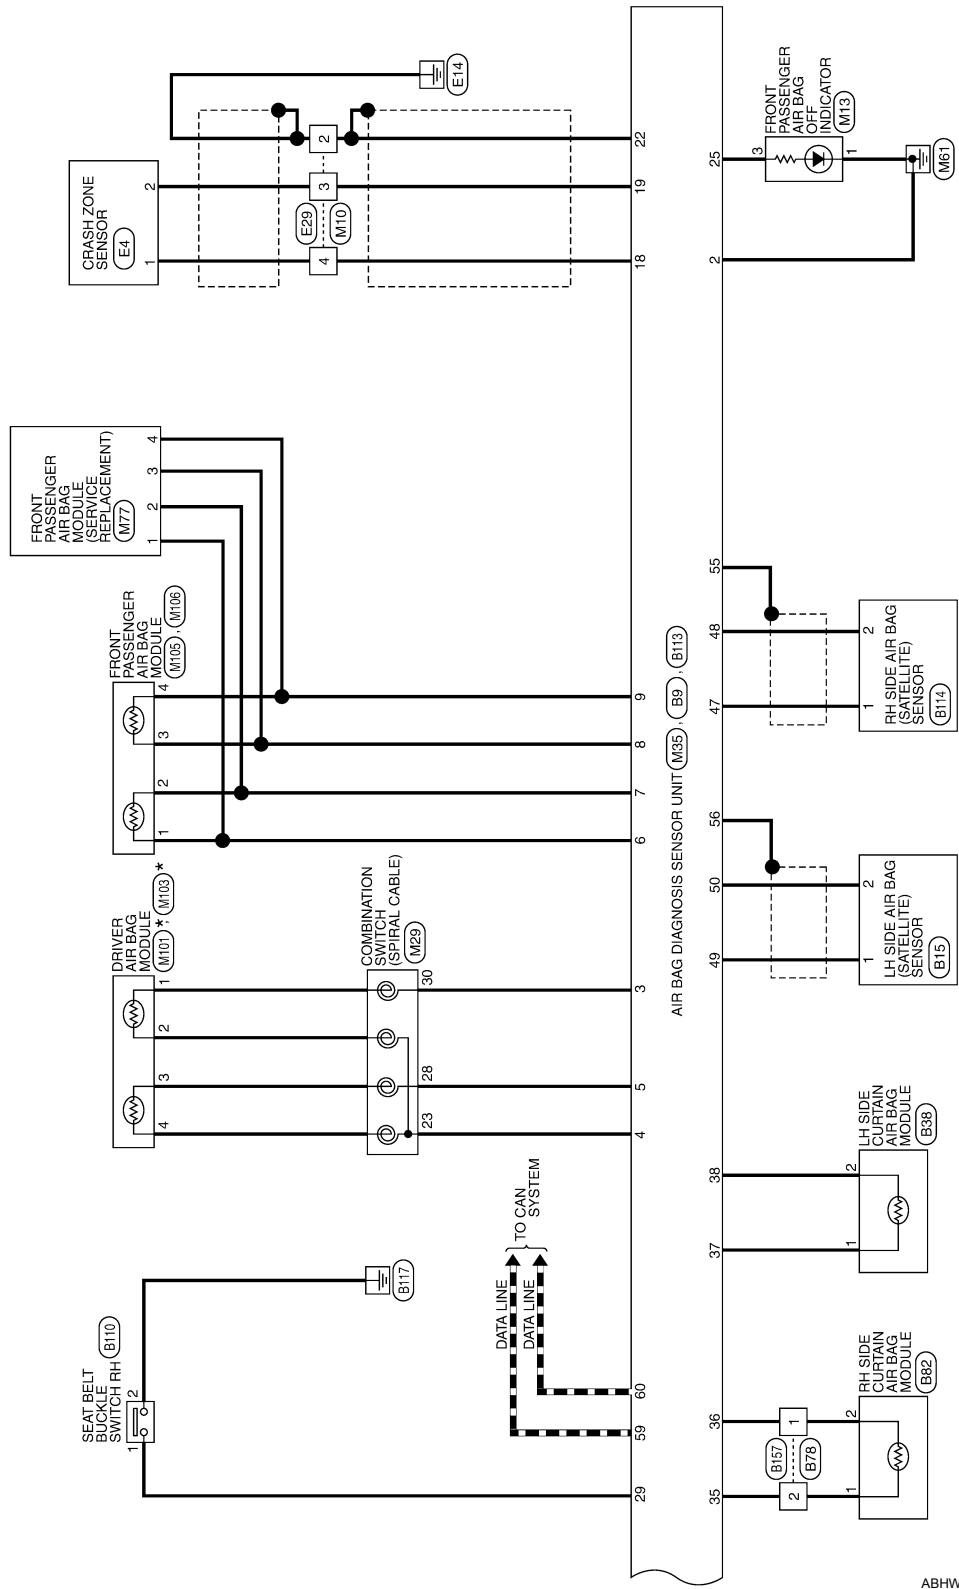 SEAT BELT
BUCKLE
SWITCH RH
B110
1
2
B117
DATA LINE
DATA LINE
TO CAN
SYSTEM
DRIVER
AIR BAG
MODULE
M101 *, M103 *
4
3
2
1
COMBINATION
SWITCH
(SPIRAL CABLE)
M29
23
28
30
FRONT
PASSENGER
AIR BAG
MODULE
M105 , M106
1
2
3
4
FRONT
PASSENGER
AIR BAG
MODULE
(SERVICE
REPLACEMENT)
M77
1
2
3
4
CRASH ZONE
SENSOR
E4
1
2
4
3
2
E29
M10
E14
29
59
60
4
5
3
6
7
8
9
18
19
22
AIR BAG DIAGNOSIS SENSOR UNIT M35 , B9 , B113
35
36
37
38
49
50
56
47
48
55
2
25
2
1
B157
B78
1
2
RH SIDE
CURTAIN
AIR BAG
MODULE
B82
1
2
LH SIDE
CURTAIN
AIR BAG
MODULE
B38
1
2
LH SIDE AIR BAG
(SATELLITE)
SENSOR
B15
1
2
RH SIDE AIR BAG
(SATELLITE)
SENSOR
B114
3
1
FRONT
PASSENGER
AIR BAG
OFF
INDICATOR
M13
M61
ABHW